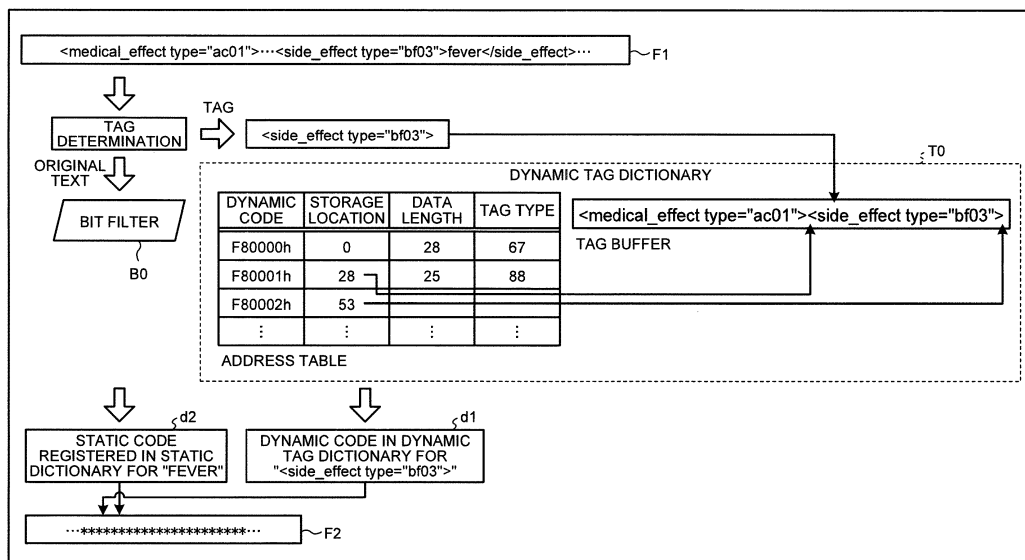 <medical_effect type="ac01">···<side_effect type="bf03">fever</side_effect>···
F1
TAG
TAG
DETERMINATION
<side_effect type="bf03">
ORIGINAL
TEXT
T0
DYNAMIC TAG DICTIONARY
BIT FILTER
B0
DYNAMIC CODE STORAGE LOCATION DATA LENGTH TAG TYPE
F80000h 0 28 67
F80001h 28 25 88
F80002h 53
⋮ ⋮ ⋮ ⋮
ADDRESS TABLE
<medical_effect type="ac01"><side_effect type="bf03">
TAG BUFFER
d2
STATIC CODE
REGISTERED IN STATIC
DICTIONARY FOR "FEVER"
d1
DYNAMIC CODE IN DYNAMIC
TAG DICTIONARY FOR
"<side_effect type="bf03">"
···**********************···
F2